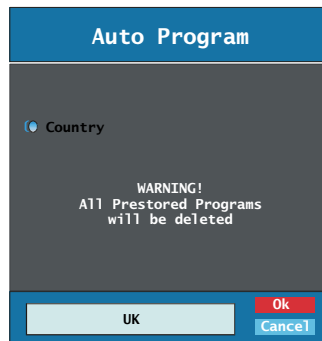 Auto Program
Country
WARNING!
All Prestored Programs
will be deleted
UK
Ok
Cancel